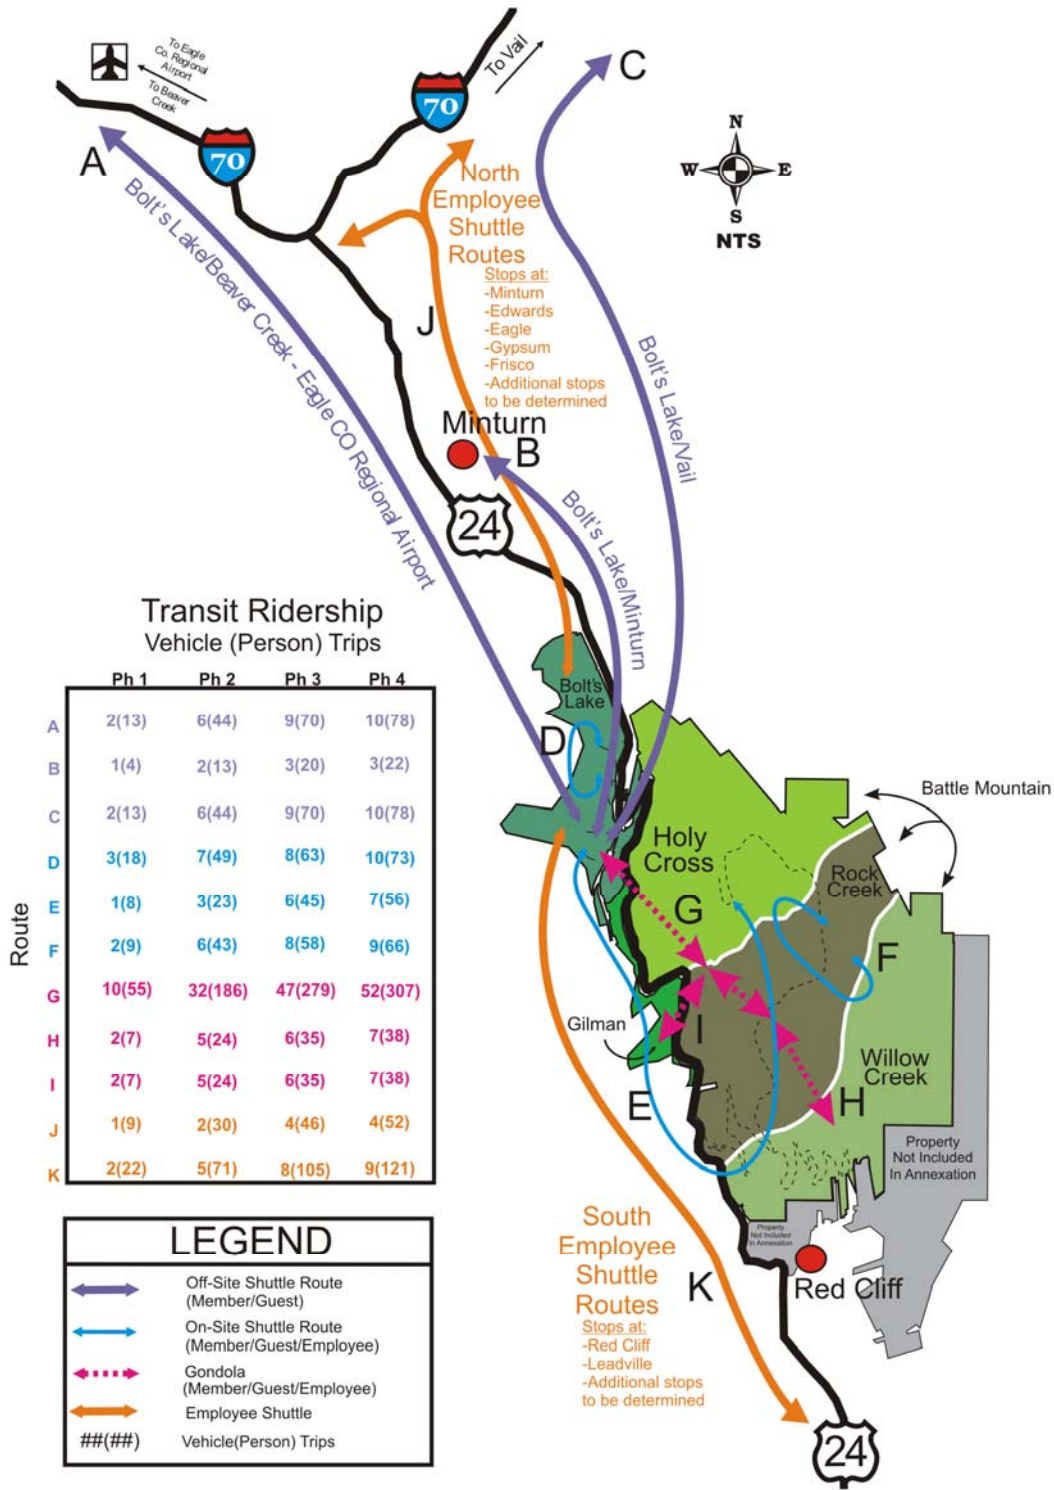 To Eagle
Co. Regional
Airport
To Beaver
Creek
70
70
To Vail
C
A
N
W
E
S
NTS
North
Employee
Shuttle
Routes
Stops at:
-Minturn
-Edwards
-Eagle
-Gypsum
-Frisco
-Additional stops
to be determined
J
Bolt's Lake/Beaver Creek - Eagle CO Regional Airport
Bolt's Lake/Vail
Minturn
B
24
Bolt's Lake/Minturn
Transit Ridership
Vehicle (Person) Trips
Ph 1 Ph 2 Ph 3 Ph 4
Route
A 2(13) 6(44) 9(70) 10(78)
B 1(4) 2(13) 3(20) 3(22)
C 2(13) 6(44) 9(70) 10(78)
D 3(18) 7(49) 8(63) 10(73)
E 1(8) 3(23) 6(45) 7(56)
F 2(9) 6(43) 8(58) 9(66)
G 10(55) 32(186) 47(279) 52(307)
H 2(7) 5(24) 6(35) 7(38)
I 2(7) 5(24) 6(35) 7(38)
J 1(9) 2(30) 4(46) 4(52)
K 2(22) 5(71) 8(105) 9(121)
Bolt's
Lake
D
Battle Mountain
Holy
Cross
Rock
Creek
G
F
Gilman
I
Willow
Creek
E
H
Property
Not Included
In Annexation
Property
Not Included
In Annexation
Red Cliff
South
Employee
Shuttle
Routes
Stops at:
-Red Cliff
-Leadville
-Additional stops
to be determined
K
24
LEGEND
Off-Site Shuttle Route
(Member/Guest)
On-Site Shuttle Route
(Member/Guest/Employee)
Gondola
(Member/Guest/Employee)
Employee Shuttle
##(##) Vehicle(Person) Trips